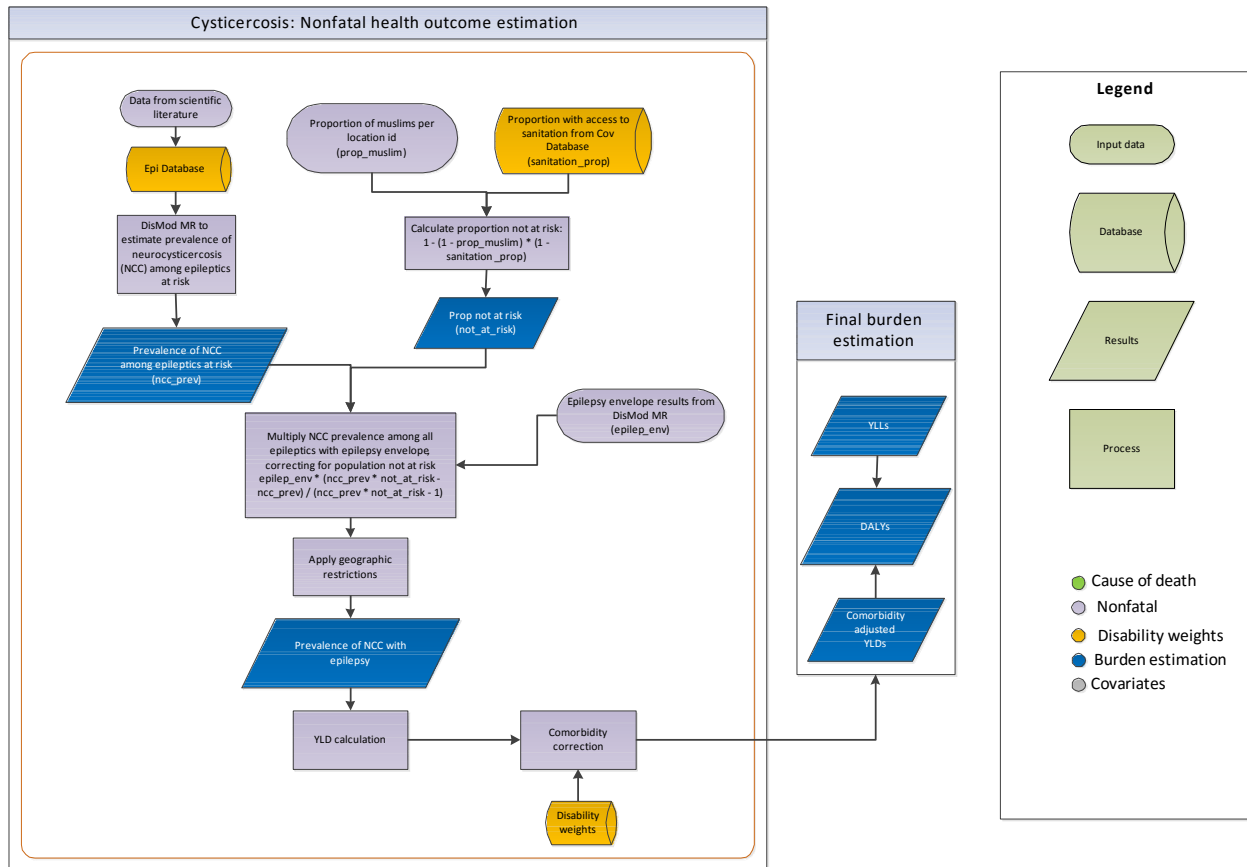 Cysticercosis: Nonfatal health outcome estimation
Data from scientific
literature
Epi Database
DisMod MR to
estimate prevalence of
neurocysticercosis
(NCC) among epileptics
at risk
Prevalence of NCC
among epileptics at risk
(ncc_prev)
Proportion of muslims per
location id
(prop_muslim)
Proportion with access to
sanitation from Cov
Database
(sanitation_prop)
Calculate proportion not at risk:
1 - (1 - prop_muslim) * (1 -
sanitation_prop)
Prop not at risk
(not_at_risk)
Epilepsy envelope results from
DisMod MR
(epilep_env)
Multiply NCC prevalence among all
epileptics with epilepsy envelope,
correcting for population not at risk
epilep_env * (ncc_prev * not_at_risk -
ncc_prev) / (ncc_prev * not_at_risk - 1)
Apply geographic
restrictions
Prevalence of NCC with
epilepsy
YLD calculation
Comorbidity
correction
Disability
weights
Final burden
estimation
YLLs
DALYs
Comorbidity
adjusted
YLDs
Legend
Input data
Database
Results
Process
Cause of death
Nonfatal
Disability weights
Burden estimation
Covariates